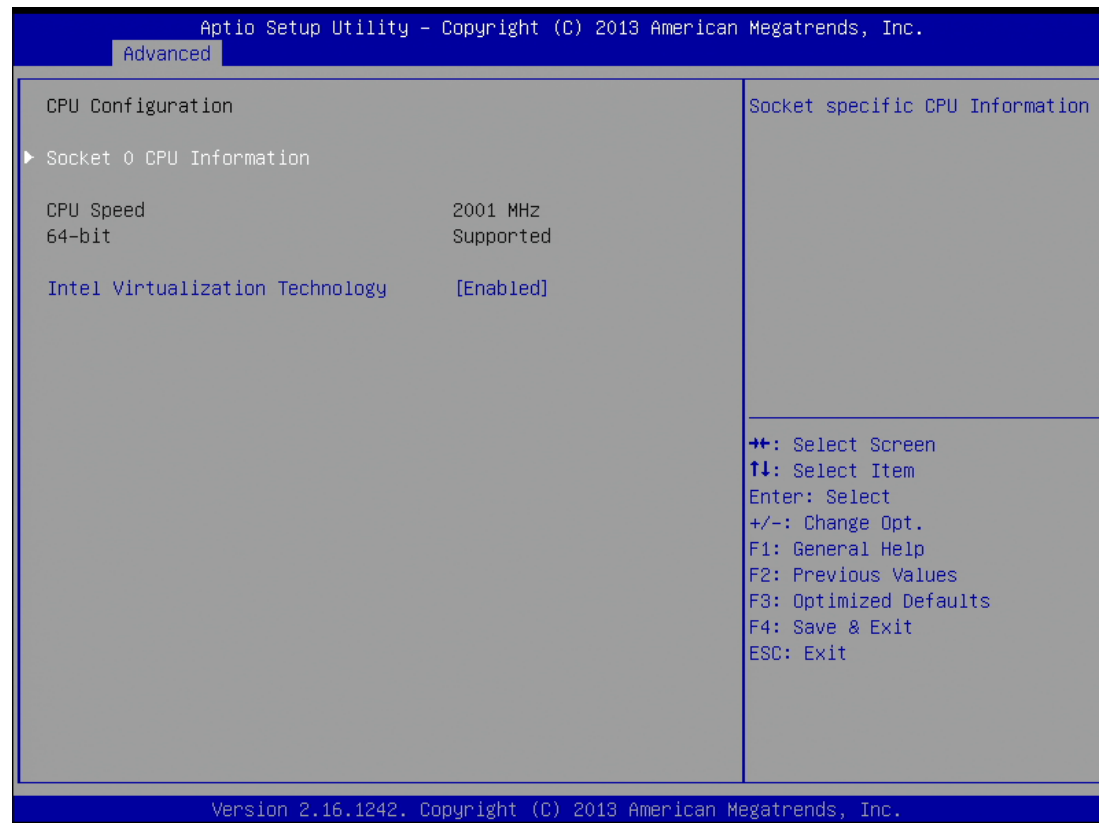 Aptio Setup Utility – Copyright (C) 2013 American Megatrends, Inc.
Advanced
CPU Configuration
Socket 0 CPU Information
CPU Speed 2001 MHz
64-bit Supported
Intel Virtualization Technology [Enabled]
Socket specific CPU Information
→←: Select Screen
↑↓: Select Item
Enter: Select
+/-: Change Opt.
F1: General Help
F2: Previous Values
F3: Optimized Defaults
F4: Save & Exit
ESC: Exit
Version 2.16.1242. Copyright (C) 2013 American Megatrends, Inc.